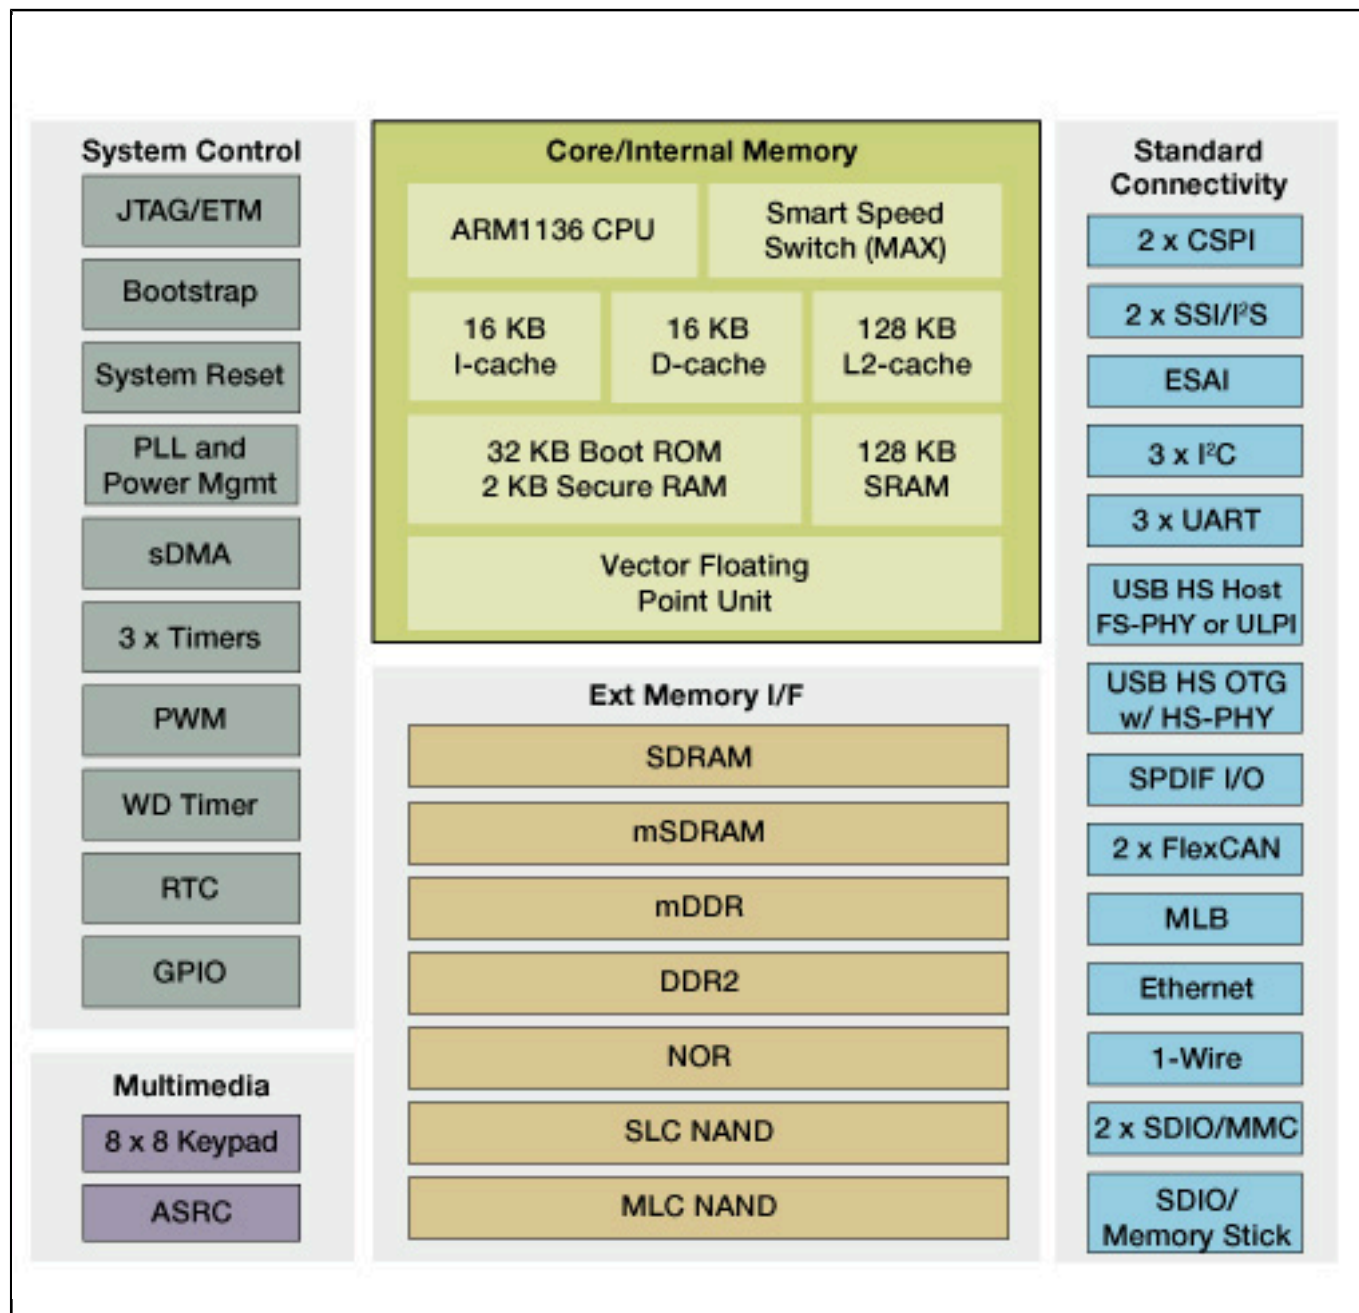 System Control
JTAG/ETM
Bootstrap
System Reset
PLL and
Power Mgmt
sDMA
3 x Timers
PWM
WD Timer
RTC
GPIO
Multimedia
8 x 8 Keypad
ASRC
Core/Internal Memory
ARM1136 CPU
Smart Speed
Switch (MAX)
16 KB
I-cache
16 KB
D-cache
128 KB
L2-cache
32 KB Boot ROM
2 KB Secure RAM
128 KB
SRAM
Vector Floating
Point Unit
Ext Memory I/F
SDRAM
mSDRAM
mDDR
DDR2
NOR
SLC NAND
MLC NAND
Standard
Connectivity
2 x CSPI
2 x SSI/I²S
ESAI
3 x I²C
3 x UART
USB HS Host
FS-PHY or ULPI
USB HS OTG
w/ HS-PHY
SPDIF I/O
2 x FlexCAN
MLB
Ethernet
1-Wire
2 x SDIO/MMC
SDIO/
Memory Stick